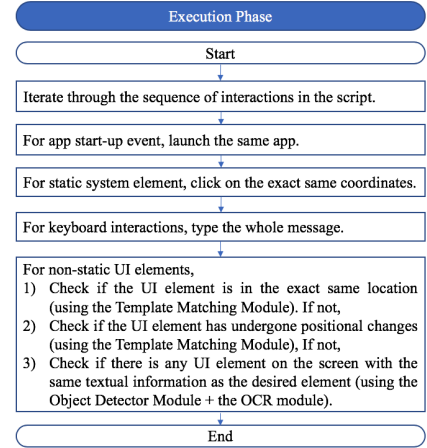 Execution Phase
Start
Iterate through the sequence of interactions in the script.
For app start-up event, launch the same app.
For static system element, click on the exact same coordinates.
For keyboard interactions, type the whole message.
For non-static UI elements,
1) Check if the UI element is in the exact same location
(using the Template Matching Module). If not,
2) Check if the UI element has undergone positional changes
(using the Template Matching Module), If not,
3) Check if there is any UI element on the screen with the
same textual information as the desired element (using the
Object Detector Module + the OCR module).
End